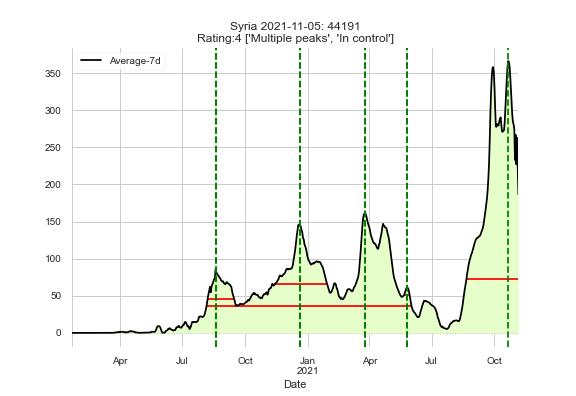 Syria 2021-11-05: 44191
Rating:4 ['Multiple peaks', 'In control']
Average-7d
350
300
250
200
150
100
50
0
Apr
Jul
Oct
Jan
2021
Apr
Jul
Oct
Date